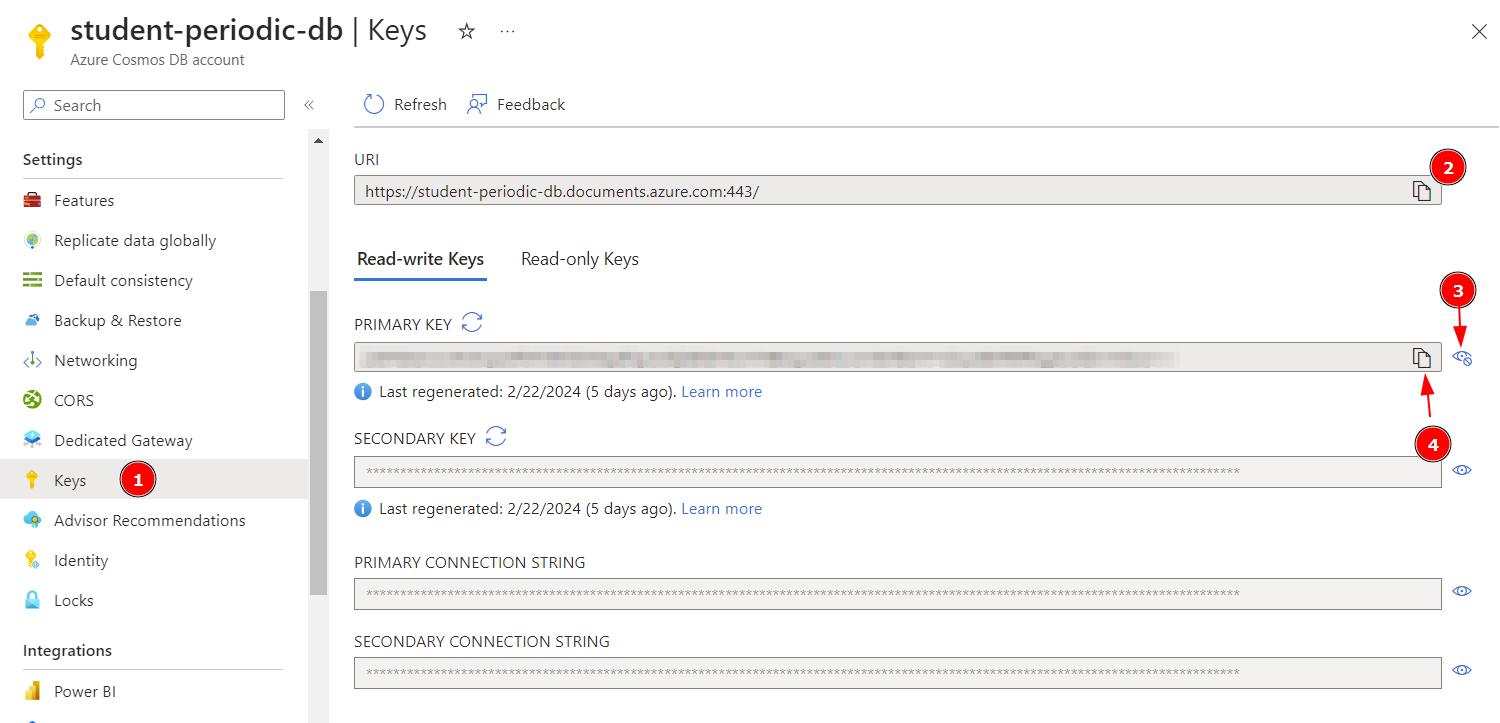 student-periodic-db | Keys
Azure Cosmos DB account
Search
Refresh
Feedback
Settings
Features
Replicate data globally
Default consistency
Backup & Restore
Networking
CORS
Dedicated Gateway
Keys
1
Advisor Recommendations
Identity
Locks
Integrations
Power BI
URI
2
https://student-periodic-db.documents.azure.com:443/
Read-write Keys
Read-only Keys
3
PRIMARY KEY
Last regenerated: 2/22/2024 (5 days ago). Learn more
4
SECONDARY KEY
Last regenerated: 2/22/2024 (5 days ago). Learn more
PRIMARY CONNECTION STRING
SECONDARY CONNECTION STRING